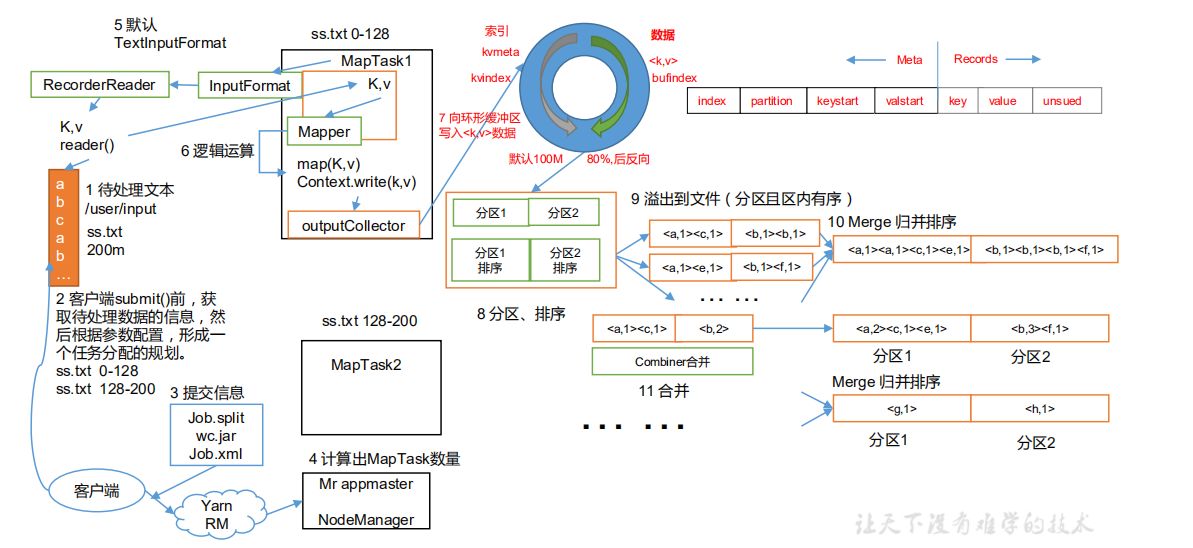 5 默认
TextInputFormat
ss.txt 0-128
MapTask1
RecorderReader
InputFormat
K,v
K,v
reader()
Mapper
6 逻辑运算
map(K,v)
Context.write(k,v)
outputCollector
a
b
c
a
b
…
1 待处理文本
/user/input
ss.txt
200m
2 客户端submit()前，获
取待处理数据的信息，然
后根据参数配置，形成一
个任务分配的规划。
ss.txt 0-128
ss.txt 128-200
3 提交信息
Job.split
wc.jar
Job.xml
客户端
Yarn
RM
ss.txt 128-200
MapTask2
4 计算出MapTask数量
Mr appmaster
NodeManager
索引
kvmeta
kvindex
数据
<k,v>
bufindex
7 向环形缓冲区
写入<k,v>数据
默认100M
80%,后反向
Meta
Records
index
partition
keystart
valstart
key
value
unsued
分区1
分区2
分区1
排序
分区2
排序
8 分区、排序
9 溢出到文件（分区且区内有序）
<a,1><c,1>
<b,1><b,1>
<a,1><e,1>
<b,1><f,1>
… …
10 Merge 归并排序
<a,1><a,1><c,1><e,1>
<b,1><b,1><b,1><f,1>
<a,1><c,1>
<b,2>
Combiner合并
11 合并
<a,2><c,1><e,1>
<b,3><f,1>
分区1
分区2
Merge 归并排序
<g,1>
<h,1>
分区1
分区2
… …
让天下没有难学的技术